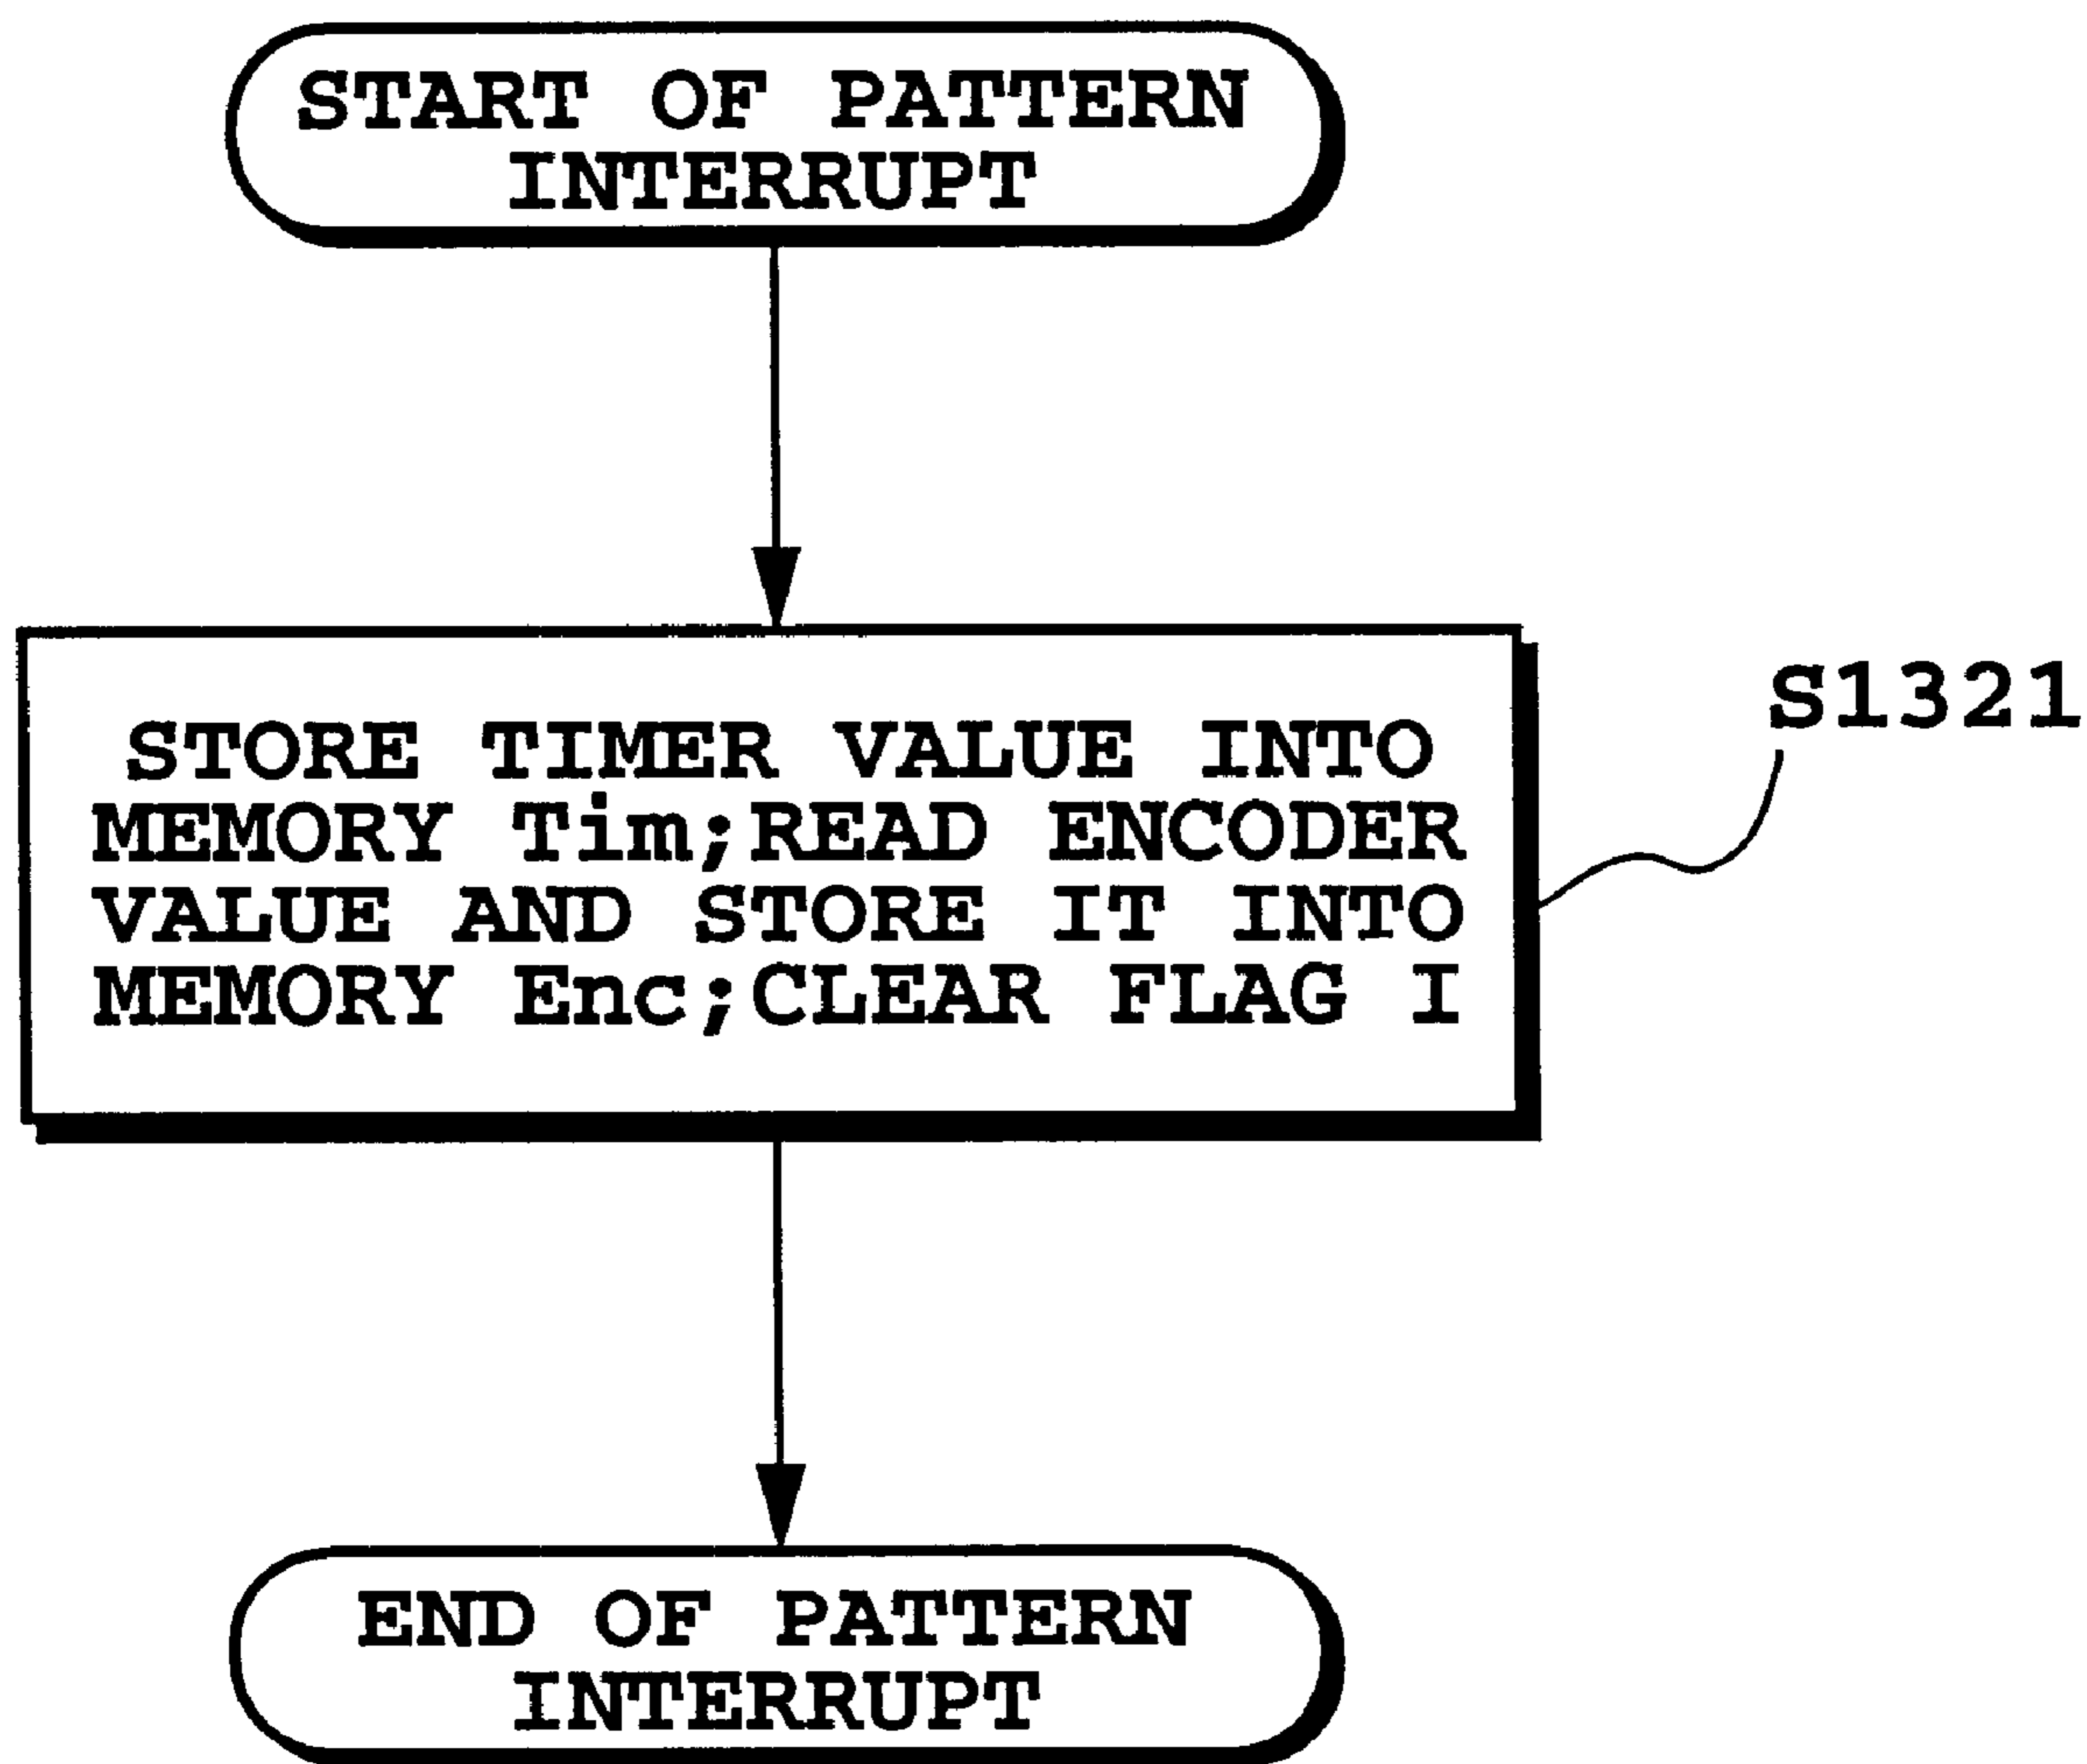 START OF PATTERN
INTERRUPT
S1321
STORE TIMER VALUE INTO
MEMORY Tim;READ ENCODER
VALUE AND STORE IT INTO
MEMORY Enc;CLEAR FLAG I
END OF PATTERN
INTERRUPT